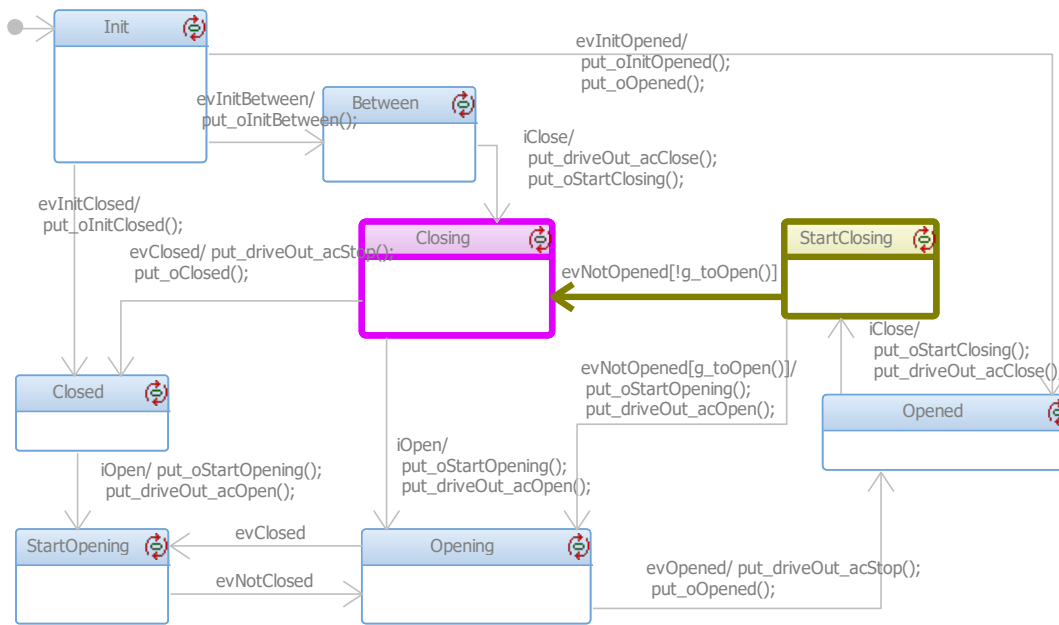 Init
evInitOpened/
put_oInitOpened();
put_oOpened();
evInitBetween/
put_oInitBetween();
Between
iClose/
put_driveOut_acClose();
put_oStartClosing();
evInitClosed/
put_oInitClosed();
evClosed/ put_driveOut_acStop();
put_oClosed();
Closing
evNotOpened[!g_toOpen()]
StartClosing
iClose/
put_oStartClosing();
put_driveOut_acClose();
evNotOpened[g_toOpen()]/
put_oStartOpening();
put_driveOut_acOpen();
Closed
Opened
iOpen/ put_oStartOpening();
put_driveOut_acOpen();
iOpen/
put_oStartOpening();
put_driveOut_acOpen();
StartOpening
evClosed
evNotClosed
Opening
evOpened/ put_driveOut_acStop();
put_oOpened();